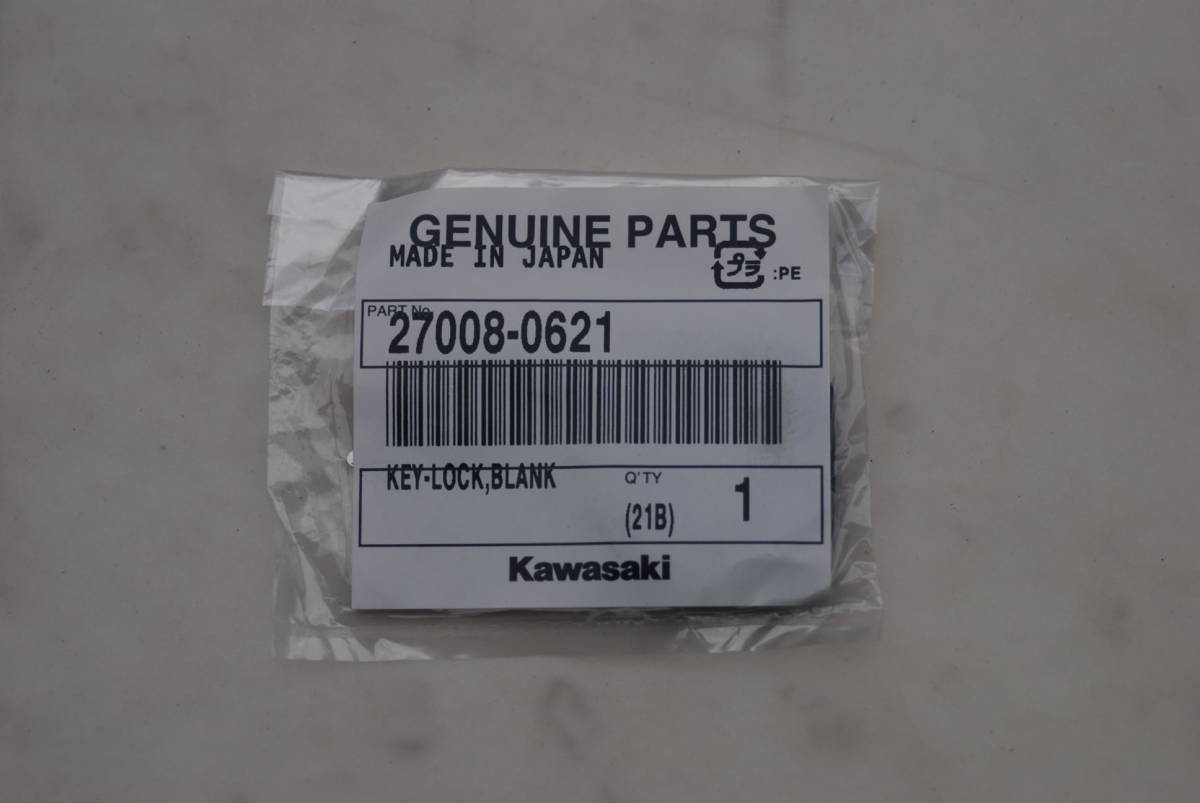 GENUINE PARTS
MADE IN JAPAN
プラ :PE
PART No.
27008-0621
KEY-LOCK,BLANK
Q'TY
(21B) 1
Kawasaki